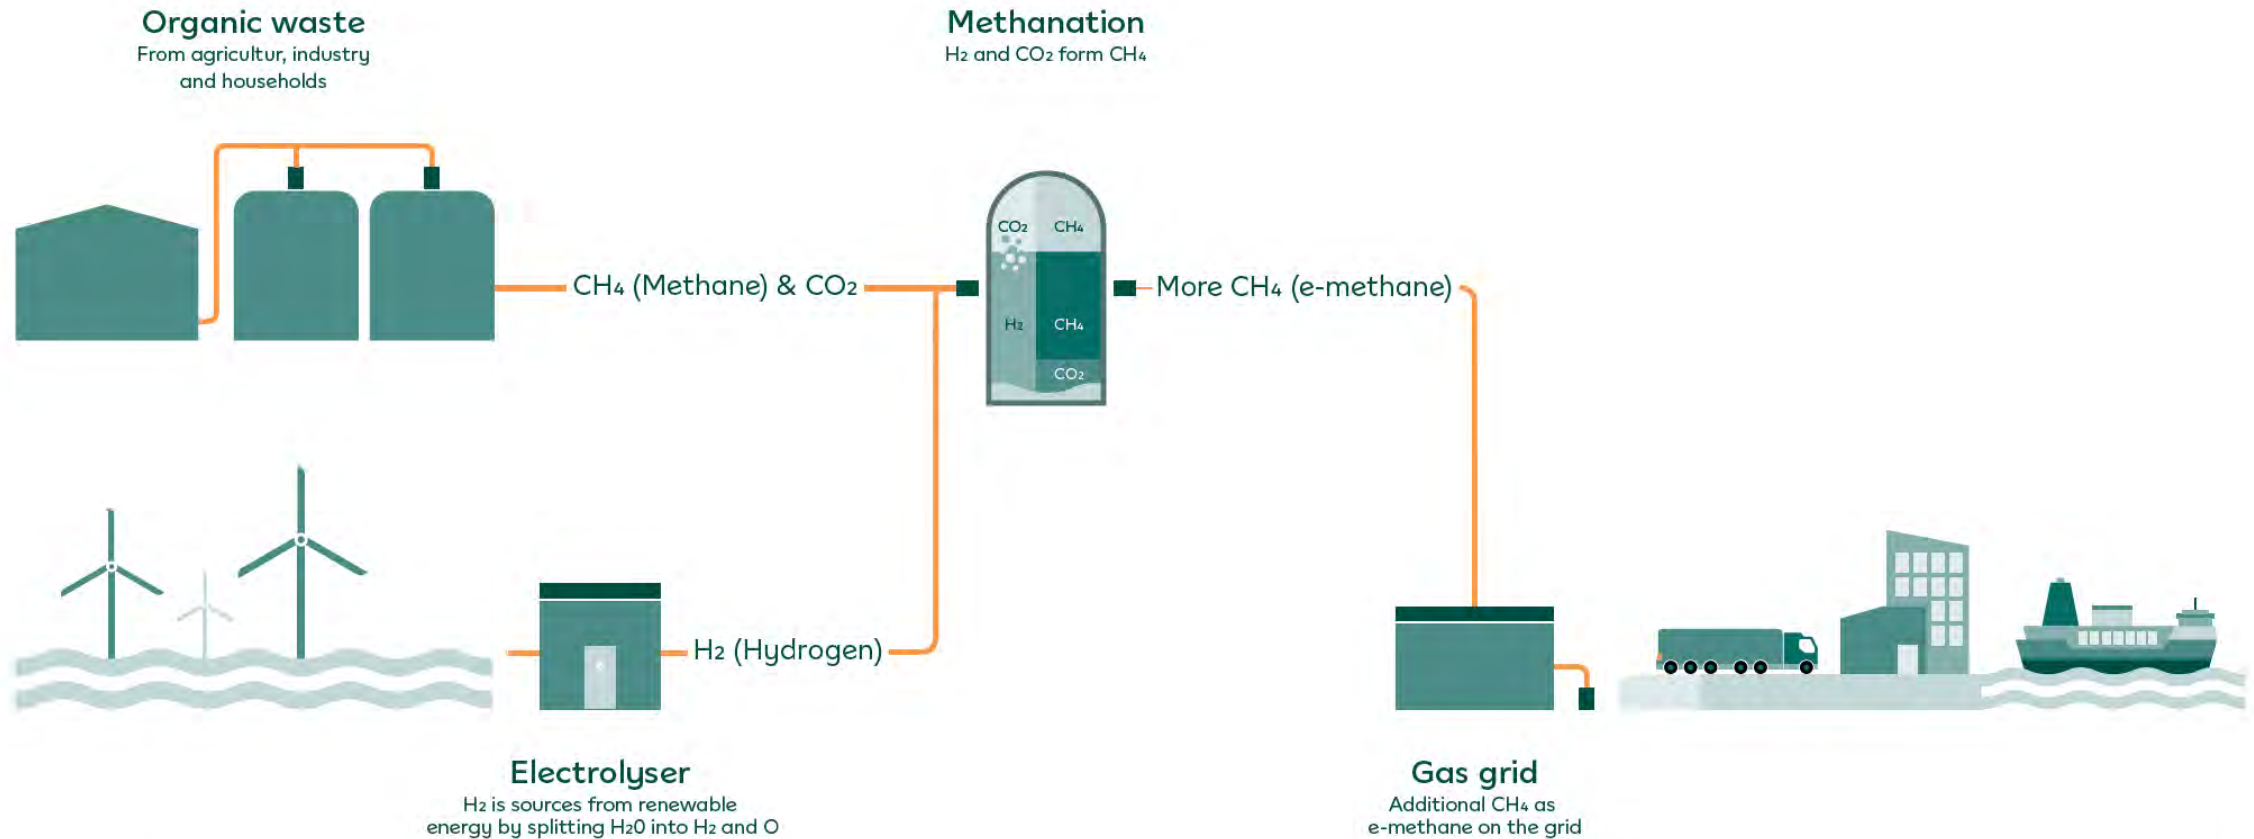 Organic waste
From agricultur, industry
and households
Methanation
H₂ and CO₂ form CH₄
CO₂
CH₄
H₂
CH₄
CO₂
CH₄ (Methane) & CO₂
More CH₄ (e-methane)
H₂ (Hydrogen)
Electrolyser
H₂ is sources from renewable
energy by splitting H₂0 into H₂ and O
Gas grid
Additional CH₄ as
e-methane on the grid